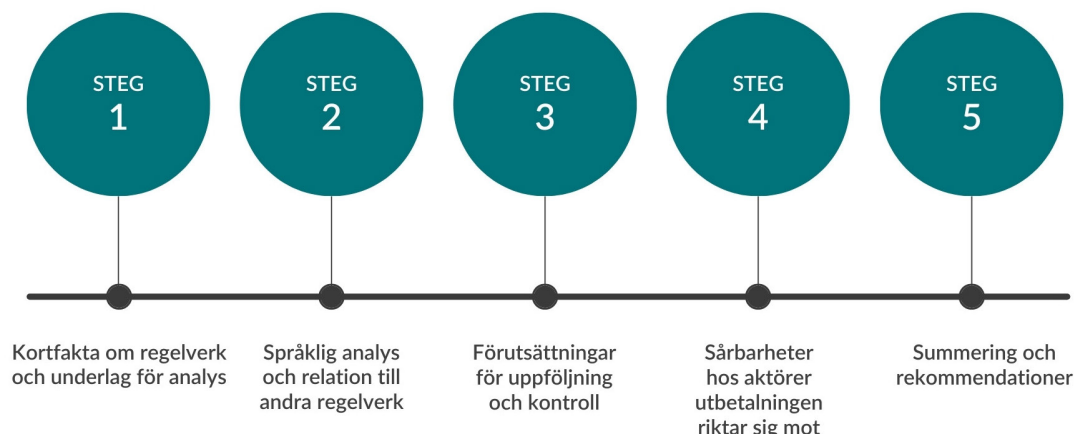 STEG
1
STEG
2
STEG
3
STEG
4
STEG
5
Kortfakta om regelverk
och underlag för analys
Språklig analys
och relation till
andra regelverk
Förutsättningar
för uppföljning
och kontroll
Sårbarheter
hos aktörer
utbetalningen
riktar sig mot
Summering och
rekommendationer